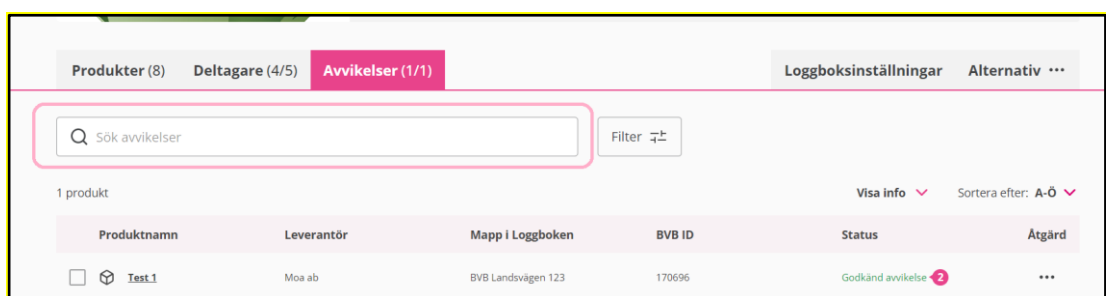 Produkter (8) Deltagare (4/5) Avvikelser (1/1) Loggboksinställningar Alternativ ···
Sök avvikelser Filter
1 produkt Visa info Sortera efter: A-Ö
Produktnamn Leverantör Mapp i Loggboken BVB ID Status Åtgärd
Test 1 Moa ab BVB Landsvägen 123 170696 Godkänd avvikelse 2 ···